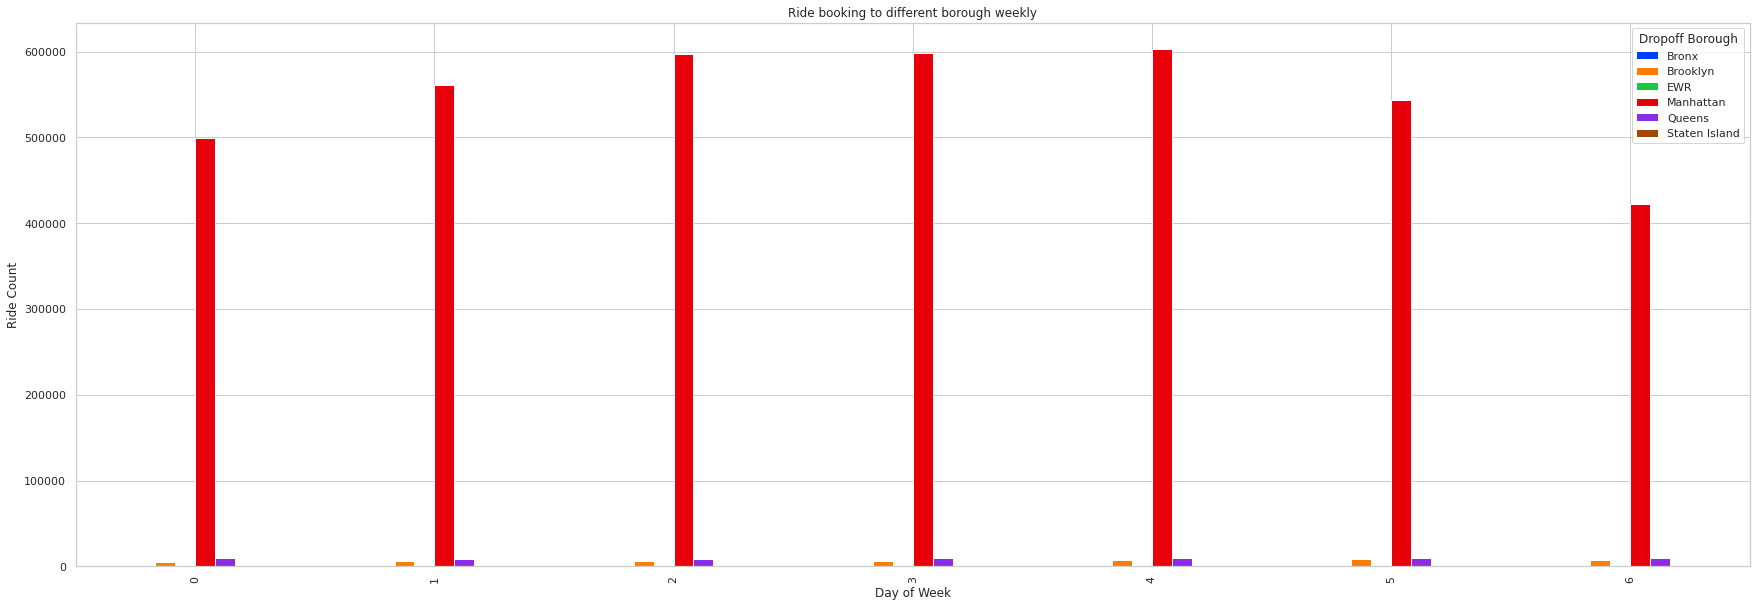 Ride booking to different borough weekly
Dropoff Borough
Bronx
Brooklyn
EWR
Manhattan
Queens
Staten Island
Ride Count
600000
500000
400000
300000
200000
100000
0
0
1
2
3
4
5
6
Day of Week